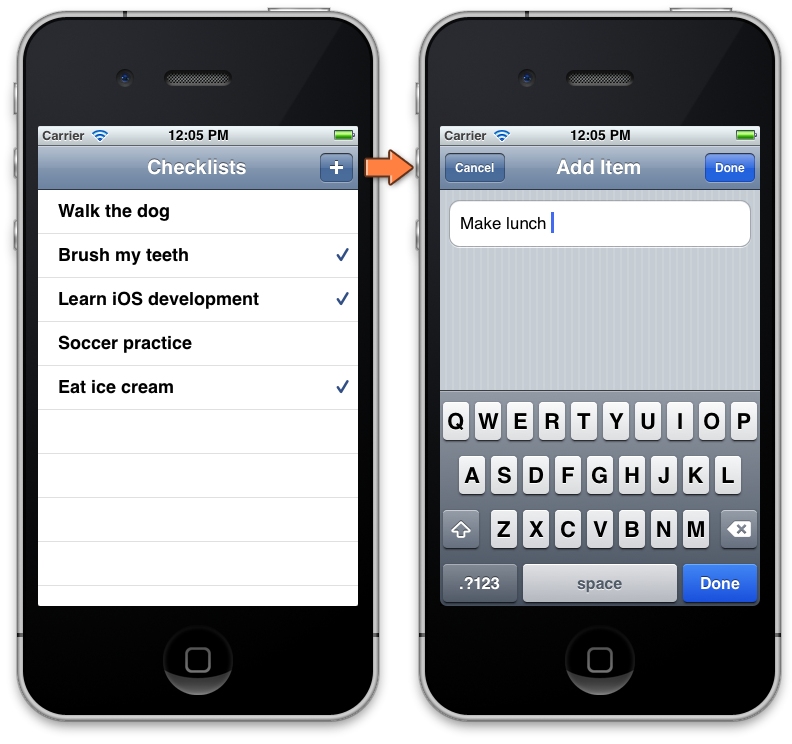 Carrier 12:05 PM
Checklists +
Walk the dog
Brush my teeth
Learn iOS development
Soccer practice
Eat ice cream
Carrier 12:05 PM
Cancel Add Item Done
Make lunch
Q W E R T Y U I O P
A S D F G H J K L
Z X C V B N M
.?123 space Done